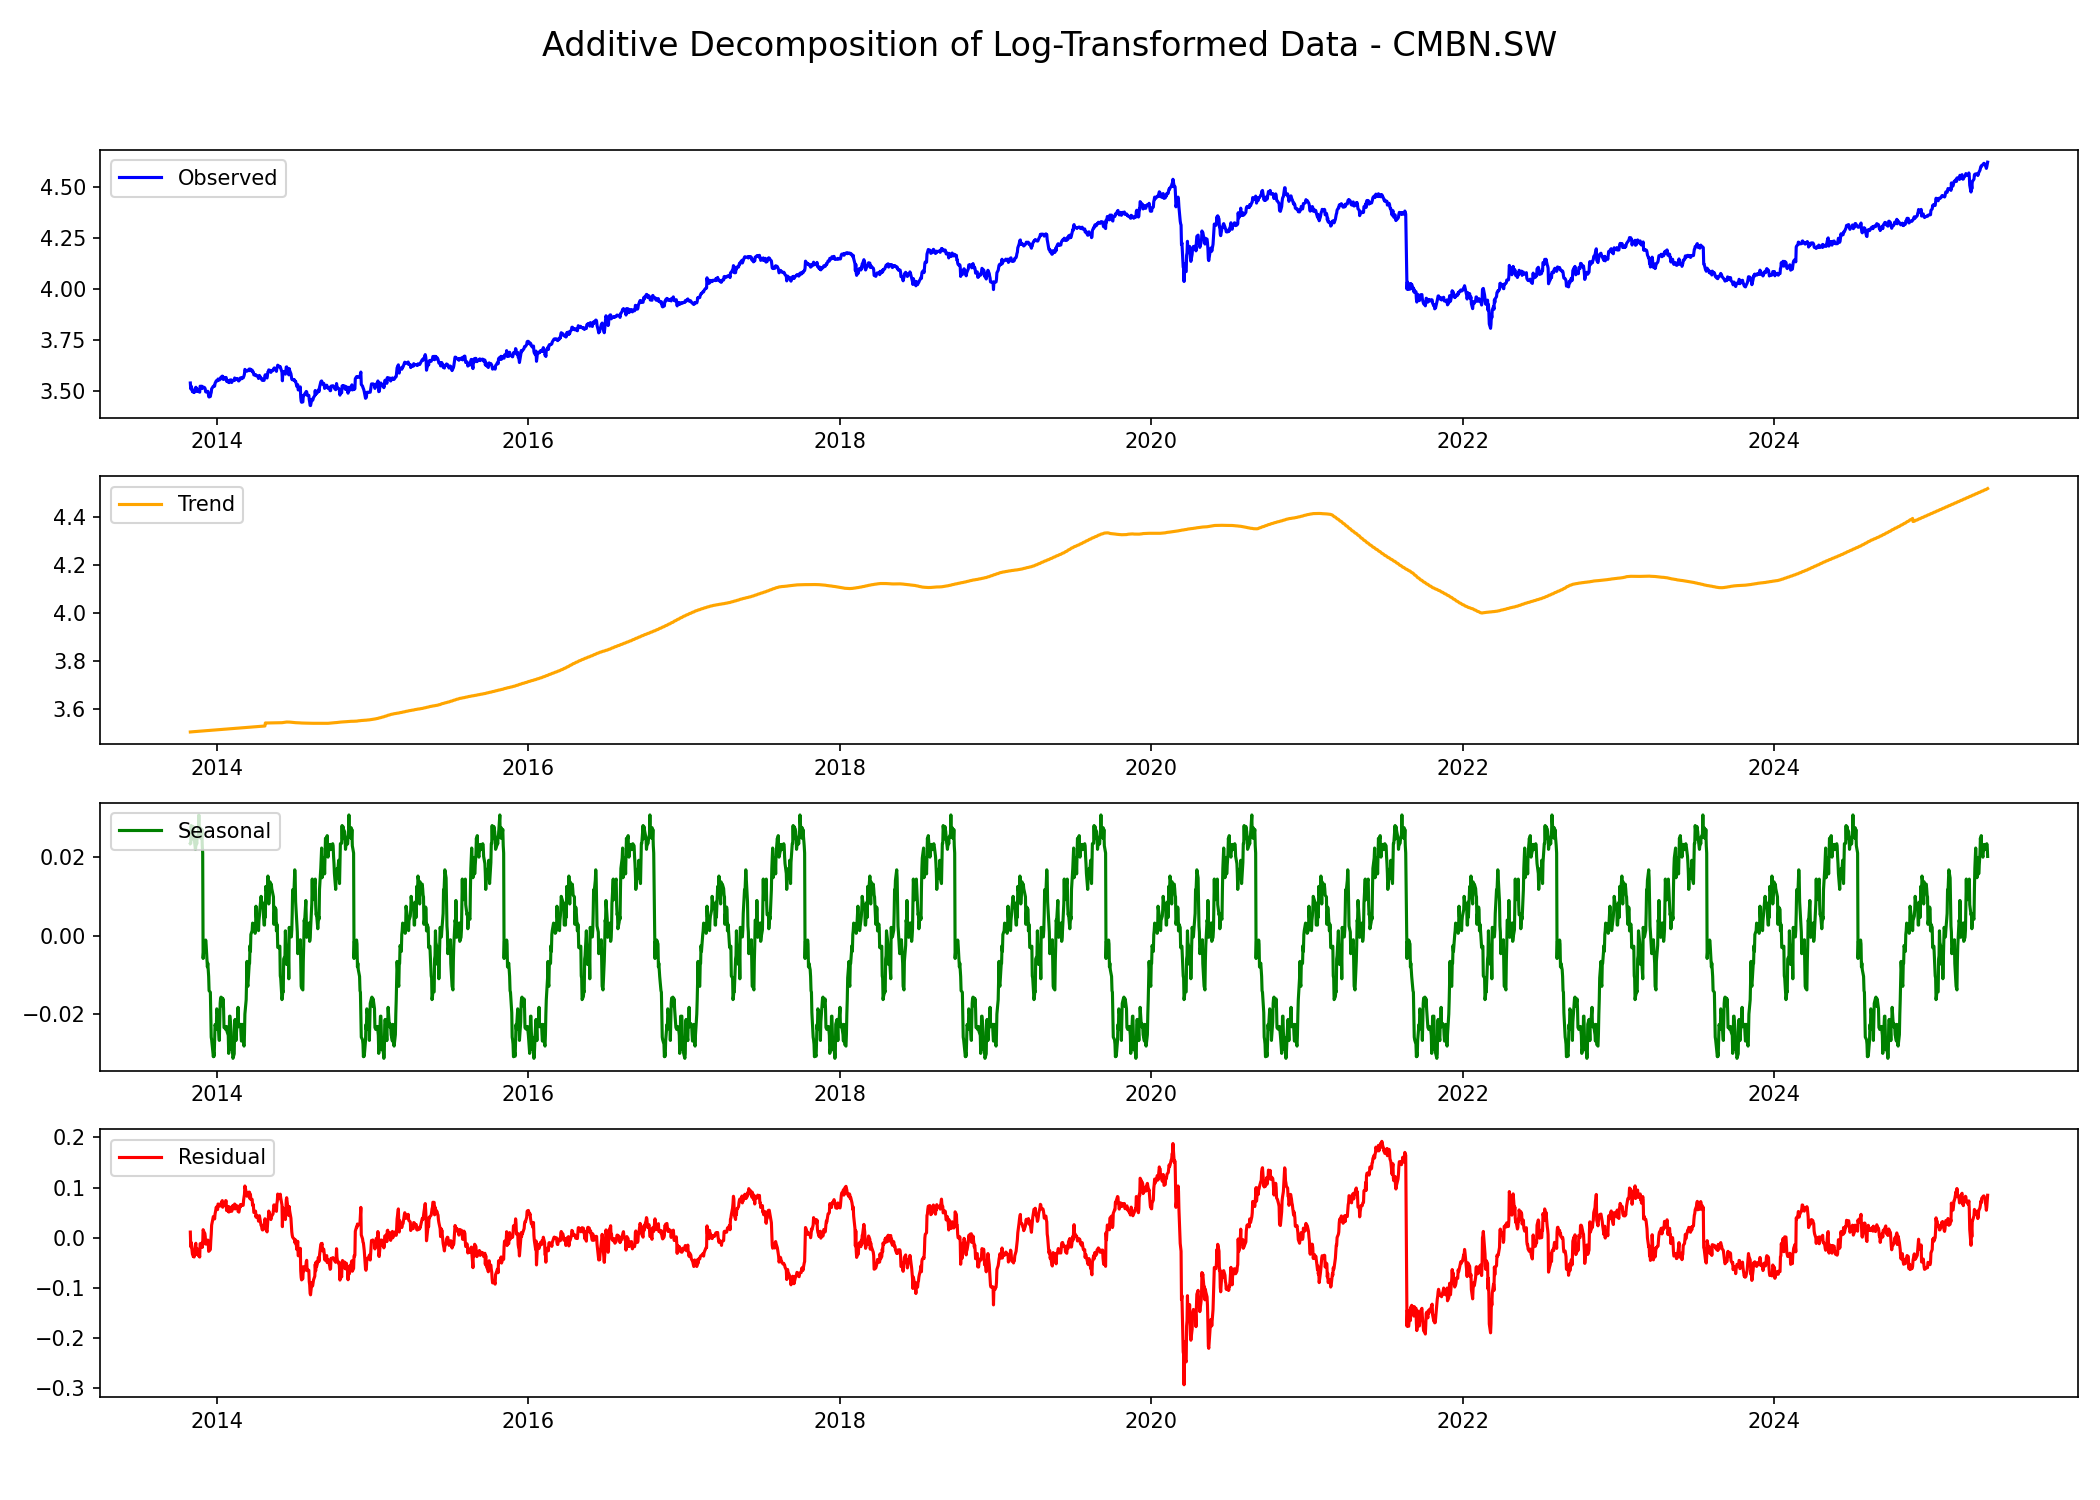 Additive Decomposition of Log-Transformed Data - CMBN.SW
Observed
4.50
4.25
4.00
3.75
3.50
2014 2016 2018 2020 2022 2024
Trend
4.4
4.2
4.0
3.8
3.6
2014 2016 2018 2020 2022 2024
Seasonal
0.02
0.00
−0.02
2014 2016 2018 2020 2022 2024
Residual
0.2
0.1
0.0
−0.1
−0.2
−0.3
2014 2016 2018 2020 2022 2024